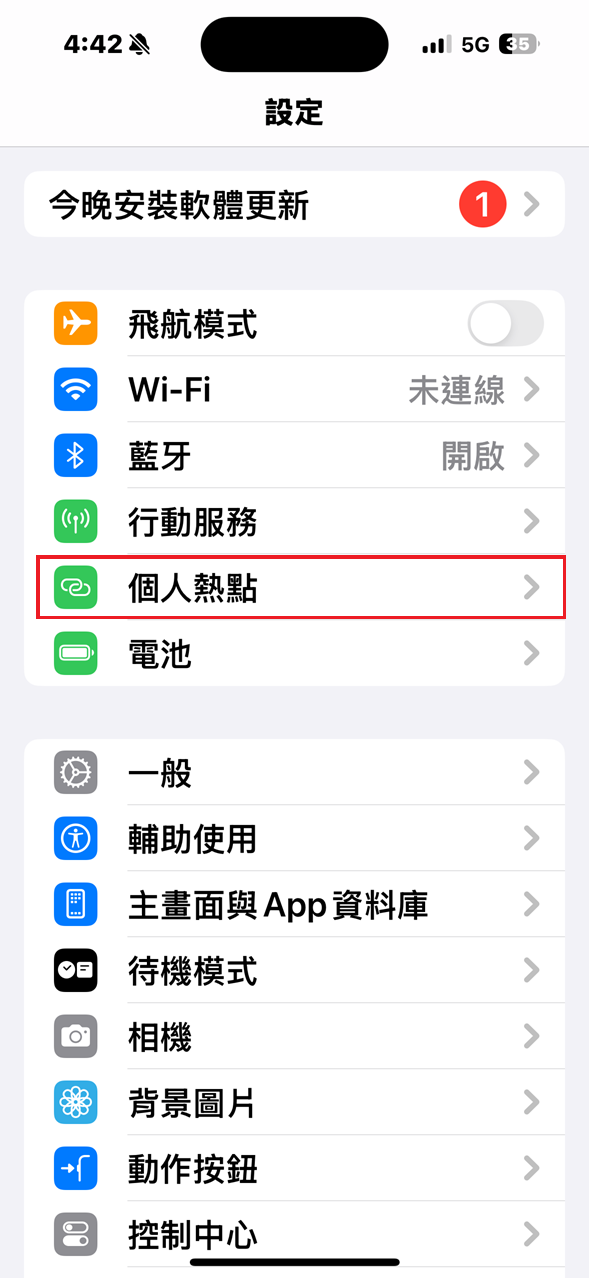 4:42 5G 35
設定
今晚安裝軟體更新 1
飛航模式
Wi-Fi 未連線
藍牙 開啟
行動服務
個人熱點
電池
一般
輔助使用
主畫面與App資料庫
待機模式
相機
背景圖片
動作按鈕
控制中心